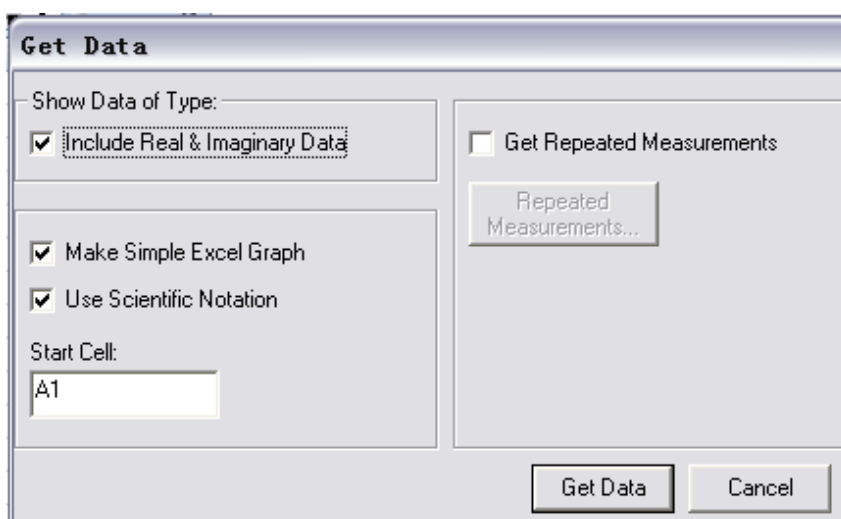 Get Data
Show Data of Type:
Include Real & Imaginary Data
Make Simple Excel Graph
Use Scientific Notation
Start Cell:
A1
Get Repeated Measurements
Repeated
Measurements...
Get Data
Cancel